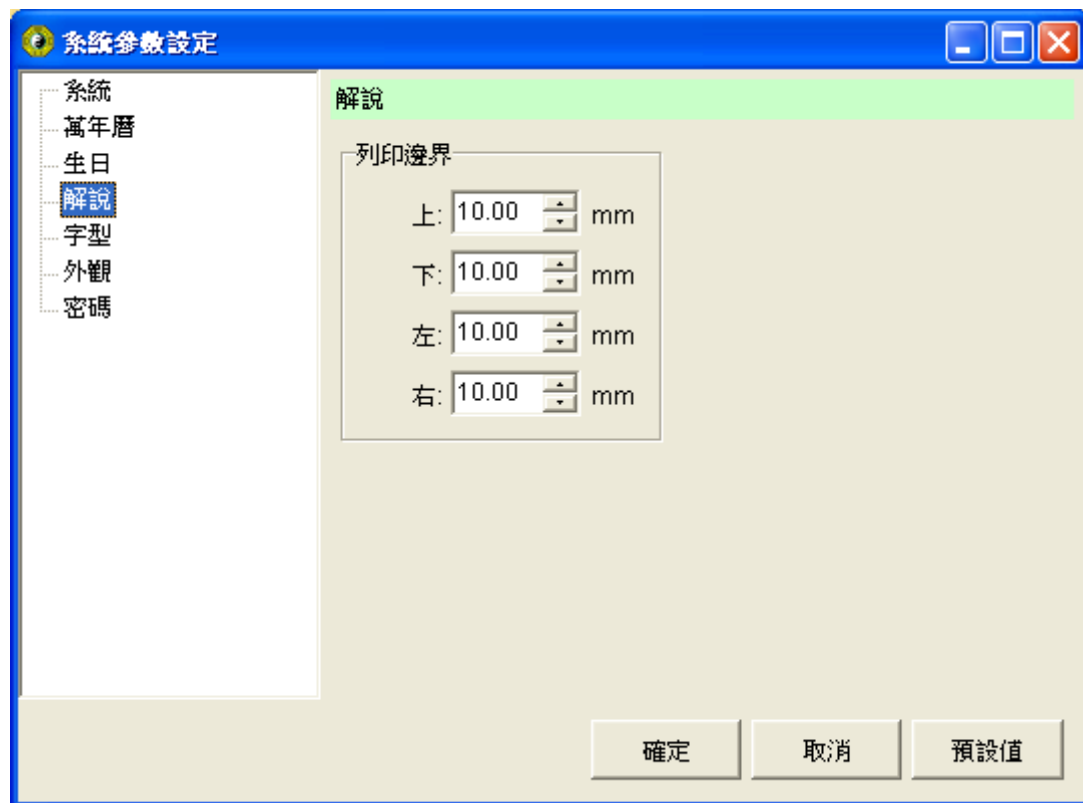 系統參數設定
系統
萬年曆
生日
解說
字型
外觀
密碼
解說
列印邊界
上: 10.00 mm
下: 10.00 mm
左: 10.00 mm
右: 10.00 mm
確定 取消 預設值